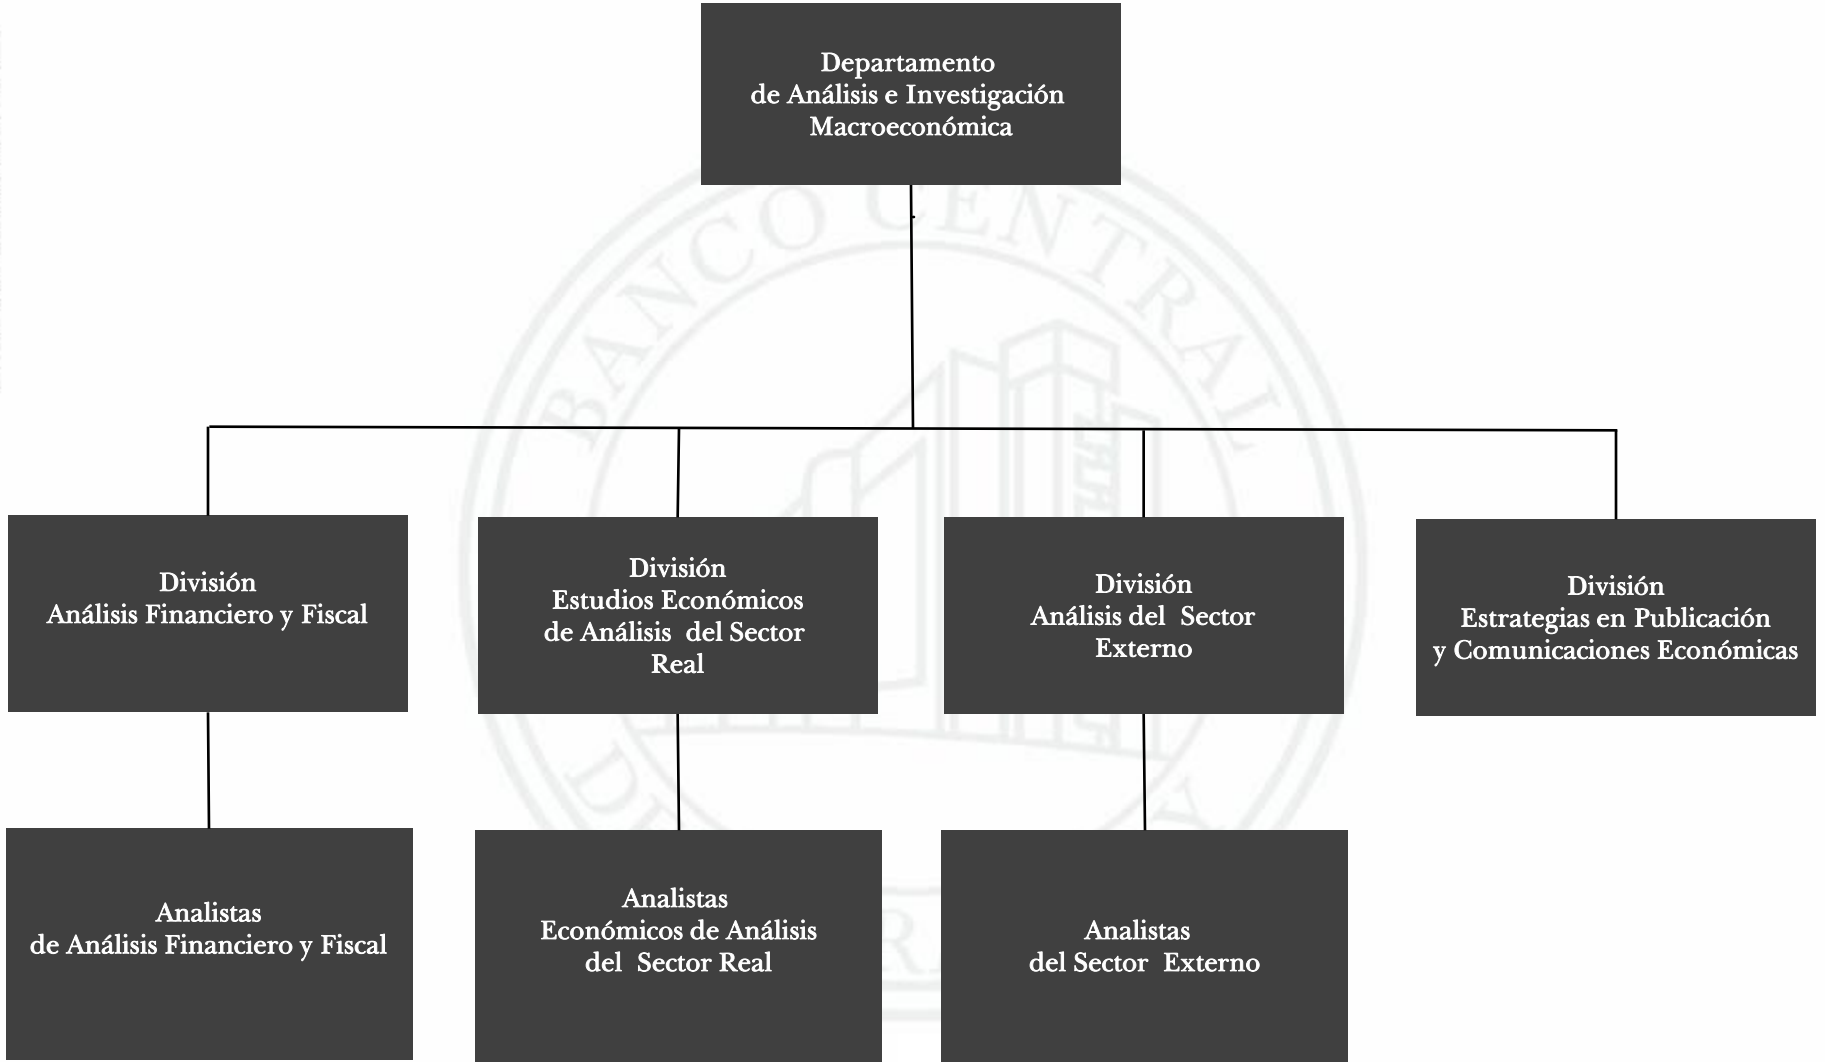 Departamento
de Análisis e Investigación
Macroeconómica
BANCO CENTRAL
División
Análisis Financiero y Fiscal
División
Estudios Económicos
de Análisis del Sector
Real
División
Análisis del Sector
Externo
División
Estrategias en Publicación
y Comunicaciones Económicas
Analistas
de Análisis Financiero y Fiscal
Analistas
Económicos de Análisis
del Sector Real
Analistas
del Sector Externo